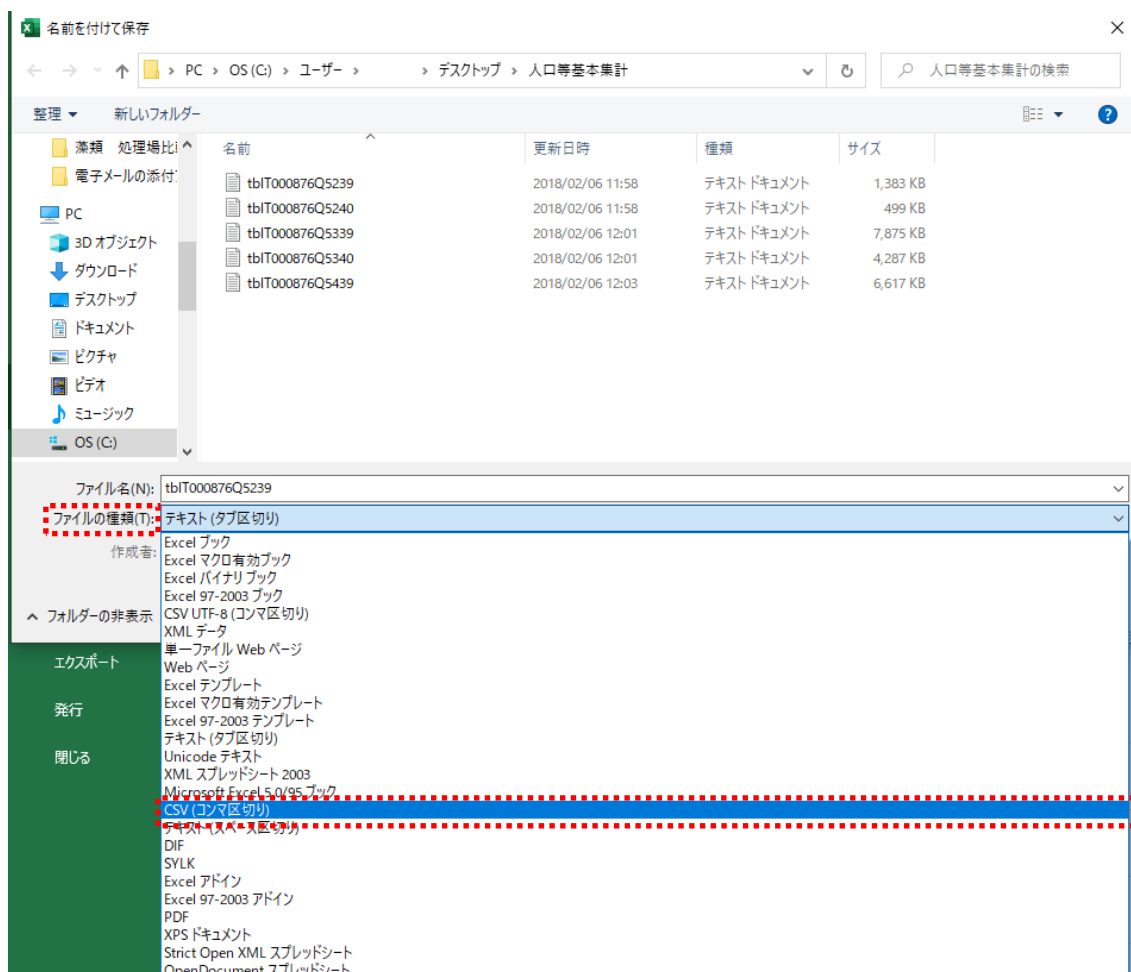 名前を付けて保存
PC › OS (C:) › ユーザー › › デスクトップ › 人口等基本集計
人口等基本集計の検索
整理 新しいフォルダー
藻類 処理場比
電子メールの添付
PC
3D オブジェクト
ダウンロード
デスクトップ
ドキュメント
ピクチャ
ビデオ
ミュージック
OS (C:)
名前 更新日時 種類 サイズ
tblT000876Q5239 2018/02/06 11:58 テキスト ドキュメント 1,383 KB
tblT000876Q5240 2018/02/06 11:58 テキスト ドキュメント 499 KB
tblT000876Q5339 2018/02/06 12:01 テキスト ドキュメント 7,875 KB
tblT000876Q5340 2018/02/06 12:01 テキスト ドキュメント 4,287 KB
tblT000876Q5439 2018/02/06 12:03 テキスト ドキュメント 6,617 KB
ファイル名(N): tblT000876Q5239
ファイルの種類(T): テキスト (タブ区切り)
作成者:
フォルダーの非表示
エクスポート
発行
閉じる
Excel ブック
Excel マクロ有効ブック
Excel バイナリ ブック
Excel 97-2003 ブック
CSV UTF-8 (コンマ区切り)
XML データ
単一ファイル Web ページ
Web ページ
Excel テンプレート
Excel マクロ有効テンプレート
Excel 97-2003 テンプレート
テキスト (タブ区切り)
Unicode テキスト
XML スプレッドシート 2003
Microsoft Excel 5.0/95 ブック
CSV (コンマ区切り)
テキスト (スペース区切り)
DIF
SYLK
Excel アドイン
Excel 97-2003 アドイン
PDF
XPS ドキュメント
Strict Open XML スプレッドシート
OpenDocument スプレッドシート